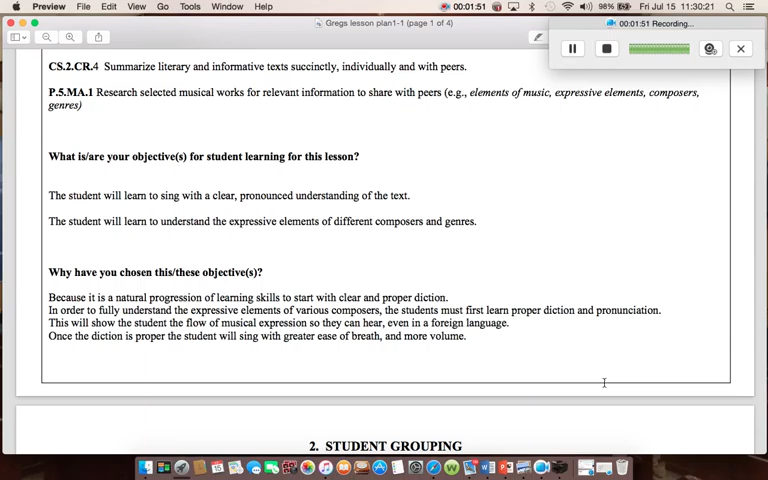 Preview File Edit View Go Tools Window Help 00:01:51 98% Fri Jul 15 11:30:21
Gregs lesson plan1-1 (page 1 of 4)
00:01:51 Recording...
CS.2.CR.4 Summarize literary and informative texts succinctly, individually and with peers.
P.5.MA.1 Research selected musical works for relevant information to share with peers (e.g., elements of music, expressive elements, composers,
genres)
What is/are your objective(s) for student learning for this lesson?
The student will learn to sing with a clear, pronounced understanding of the text.
The student will learn to understand the expressive elements of different composers and genres.
Why have you chosen this/these objective(s)?
Because it is a natural progression of learning skills to start with clear and proper diction.
In order to fully understand the expressive elements of various composers, the students must first learn proper diction and pronunciation.
This will show the student the flow of musical expression so they can hear, even in a foreign language.
Once the diction is proper the student will sing with greater ease of breath, and more volume.
2. STUDENT GROUPING
15